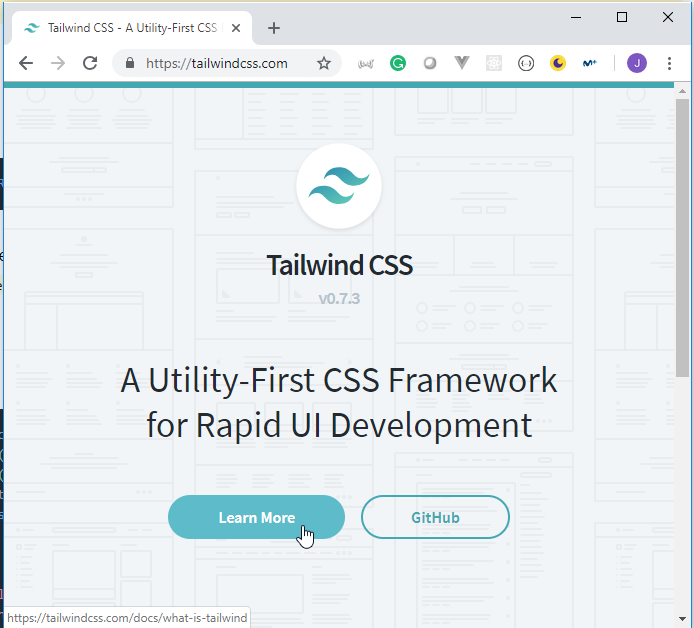 Tailwind CSS - A Utility-First CSS
https://tailwindcss.com
J
Tailwind CSS
v0.7.3
A Utility-First CSS Framework
for Rapid UI Development
Learn More
GitHub
https://tailwindcss.com/docs/what-is-tailwind